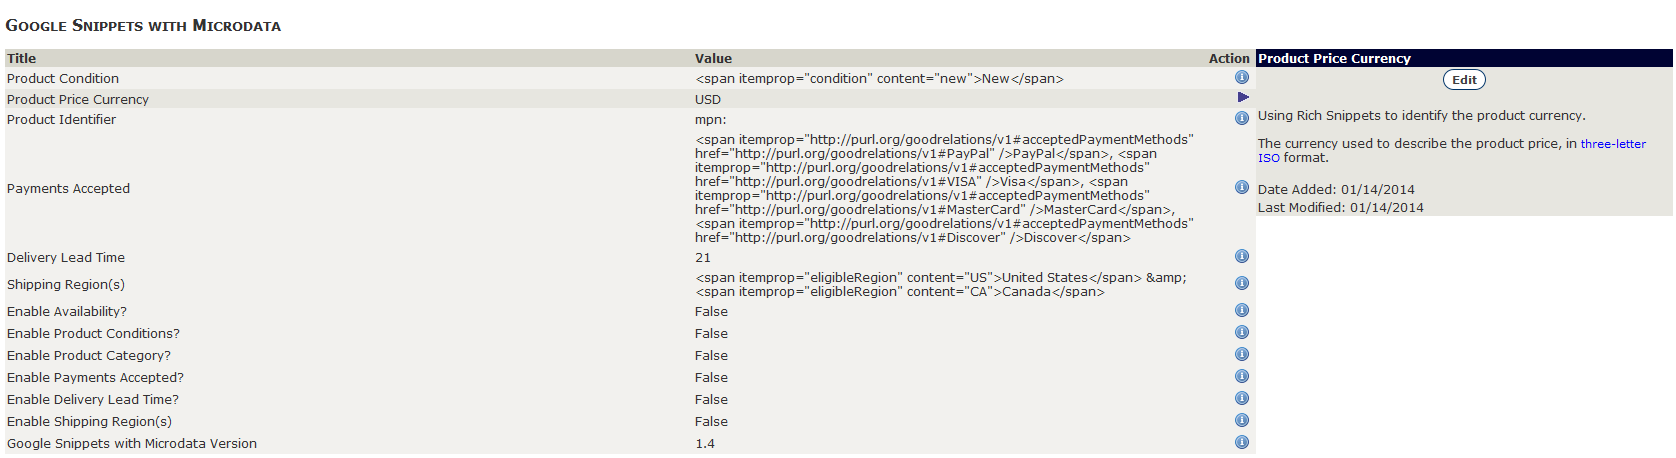 GOOGLE SNIPPETS WITH MICRODATA
Title Value Action
Product Condition <span itemprop="condition" content="new">New</span>
Product Price Currency USD
Product Identifier mpn:
Payments Accepted
<span itemprop="http://purl.org/goodrelations/v1#acceptedPaymentMethods"
href="http://purl.org/goodrelations/v1#PayPal" />PayPal</span>, <span
itemprop="http://purl.org/goodrelations/v1#acceptedPaymentMethods"
href="http://purl.org/goodrelations/v1#VISA" />Visa</span>, <span
itemprop="http://purl.org/goodrelations/v1#acceptedPaymentMethods"
href="http://purl.org/goodrelations/v1#MasterCard" />MasterCard</span>,
<span itemprop="http://purl.org/goodrelations/v1#acceptedPaymentMethods"
href="http://purl.org/goodrelations/v1#Discover" />Discover</span>
Delivery Lead Time 21
Shipping Region(s)
<span itemprop="eligibleRegion" content="US">United States</span> &amp;
<span itemprop="eligibleRegion" content="CA">Canada</span>
Enable Availability? False
Enable Product Conditions? False
Enable Product Category? False
Enable Payments Accepted? False
Enable Delivery Lead Time? False
Enable Shipping Region(s) False
Google Snippets with Microdata Version 1.4
Product Price Currency
Edit
Using Rich Snippets to identify the product currency.
The currency used to describe the product price, in three-letter
ISO format.
Date Added: 01/14/2014
Last Modified: 01/14/2014